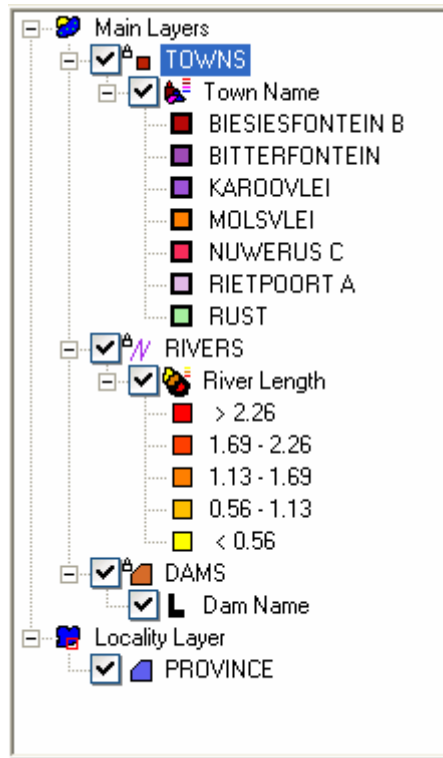 Main Layers
TOWNS
Town Name
BIESIESFONTEIN B
BITTERFONTEIN
KAROOVLEI
MOLSVLEI
NUWERUS C
RIETPOORT A
RUST
RIVERS
River Length
> 2.26
1.69 - 2.26
1.13 - 1.69
0.56 - 1.13
< 0.56
DAMS
L Dam Name
Locality Layer
PROVINCE